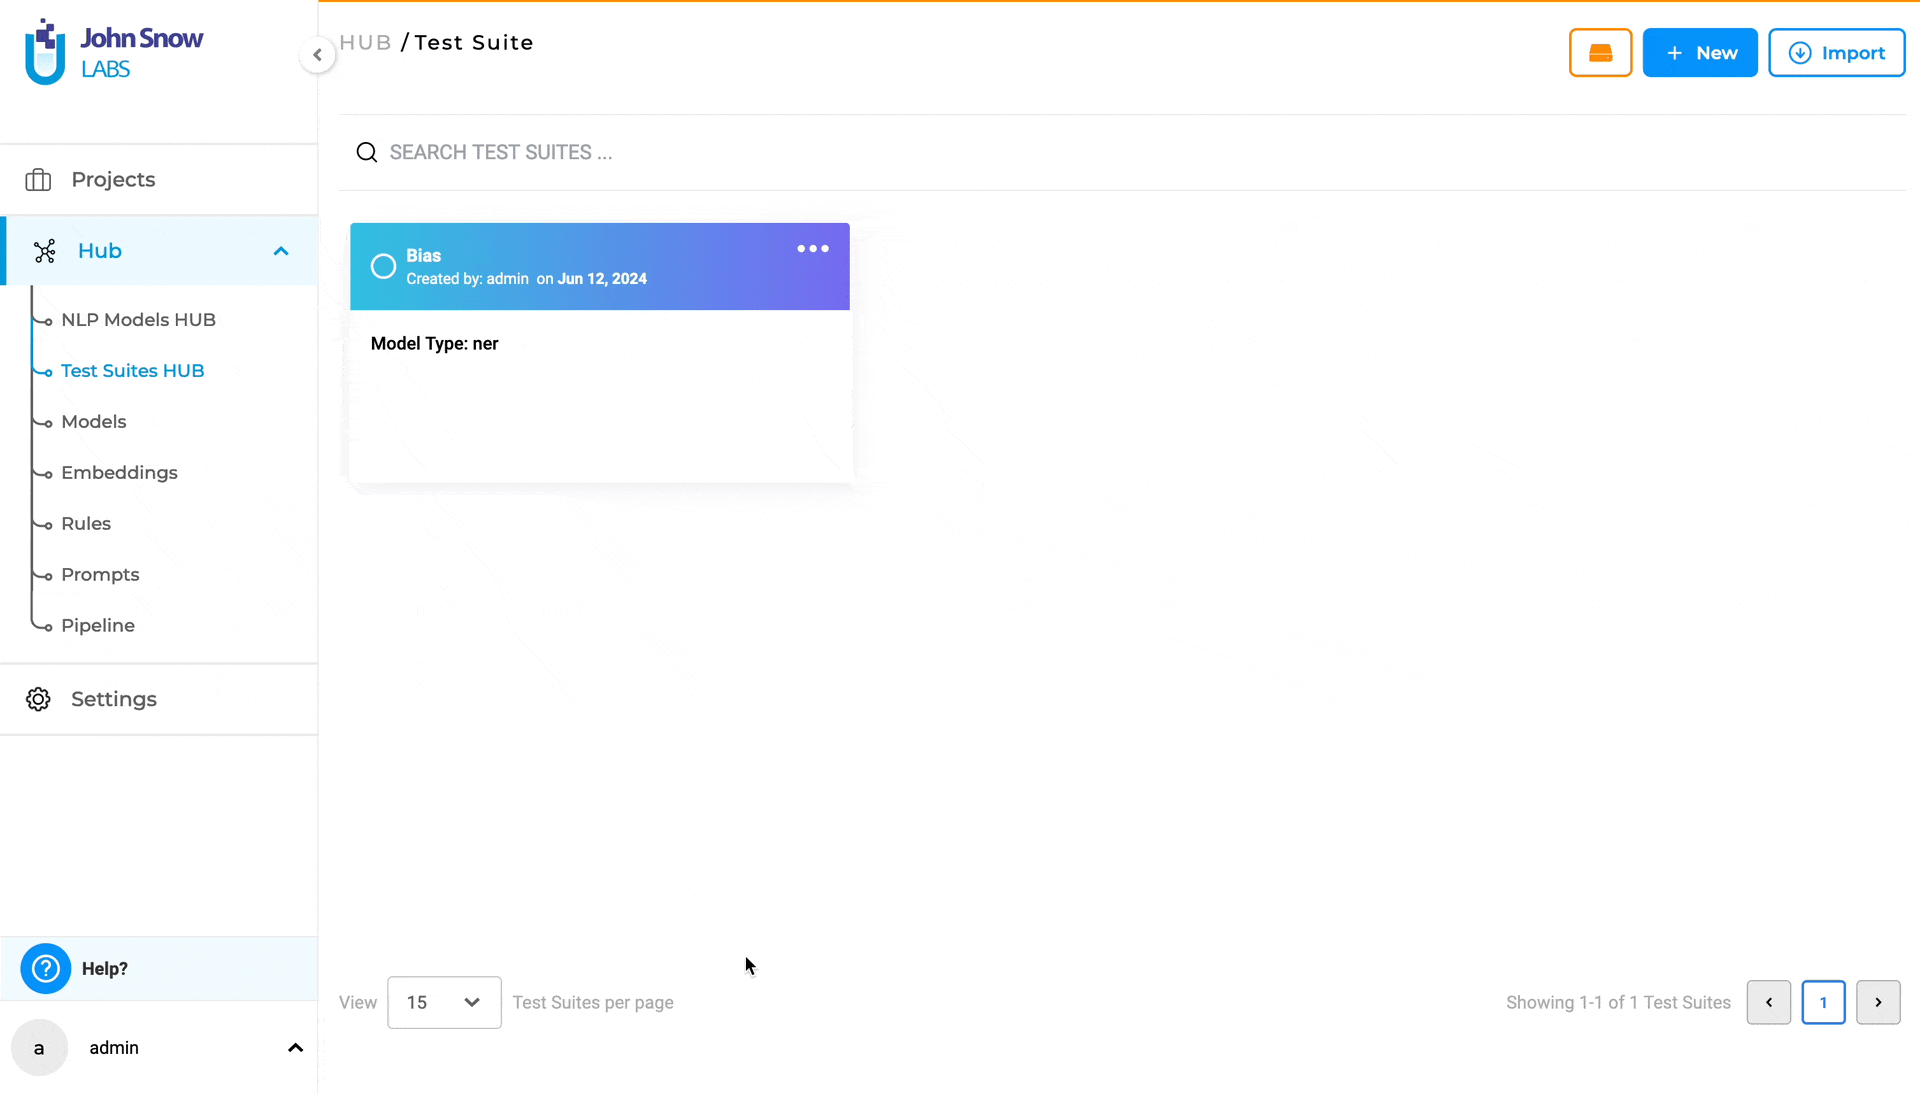 John Snow
LABS
HUB / Test Suite
New
Import
SEARCH TEST SUITES ...
Projects
Hub
NLP Models HUB
Test Suites HUB
Models
Embeddings
Rules
Prompts
Pipeline
Settings
Bias
Created by: admin on Jun 12, 2024
Model Type: ner
Help?
a admin
View 15 Test Suites per page
Showing 1-1 of 1 Test Suites
1